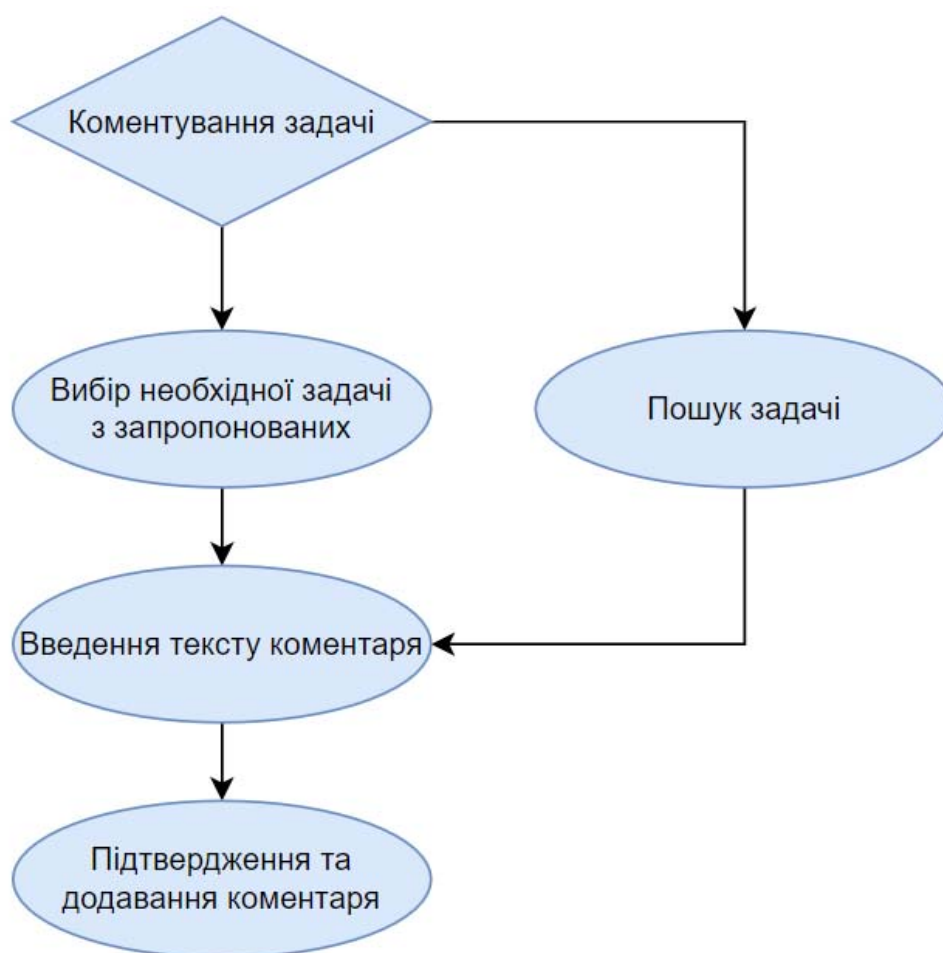 Коментування задачі
Вибір необхідної задачі
з запропонованих
Пошук задачі
Введення тексту коментаря
Підтвердження та
додавання коментаря